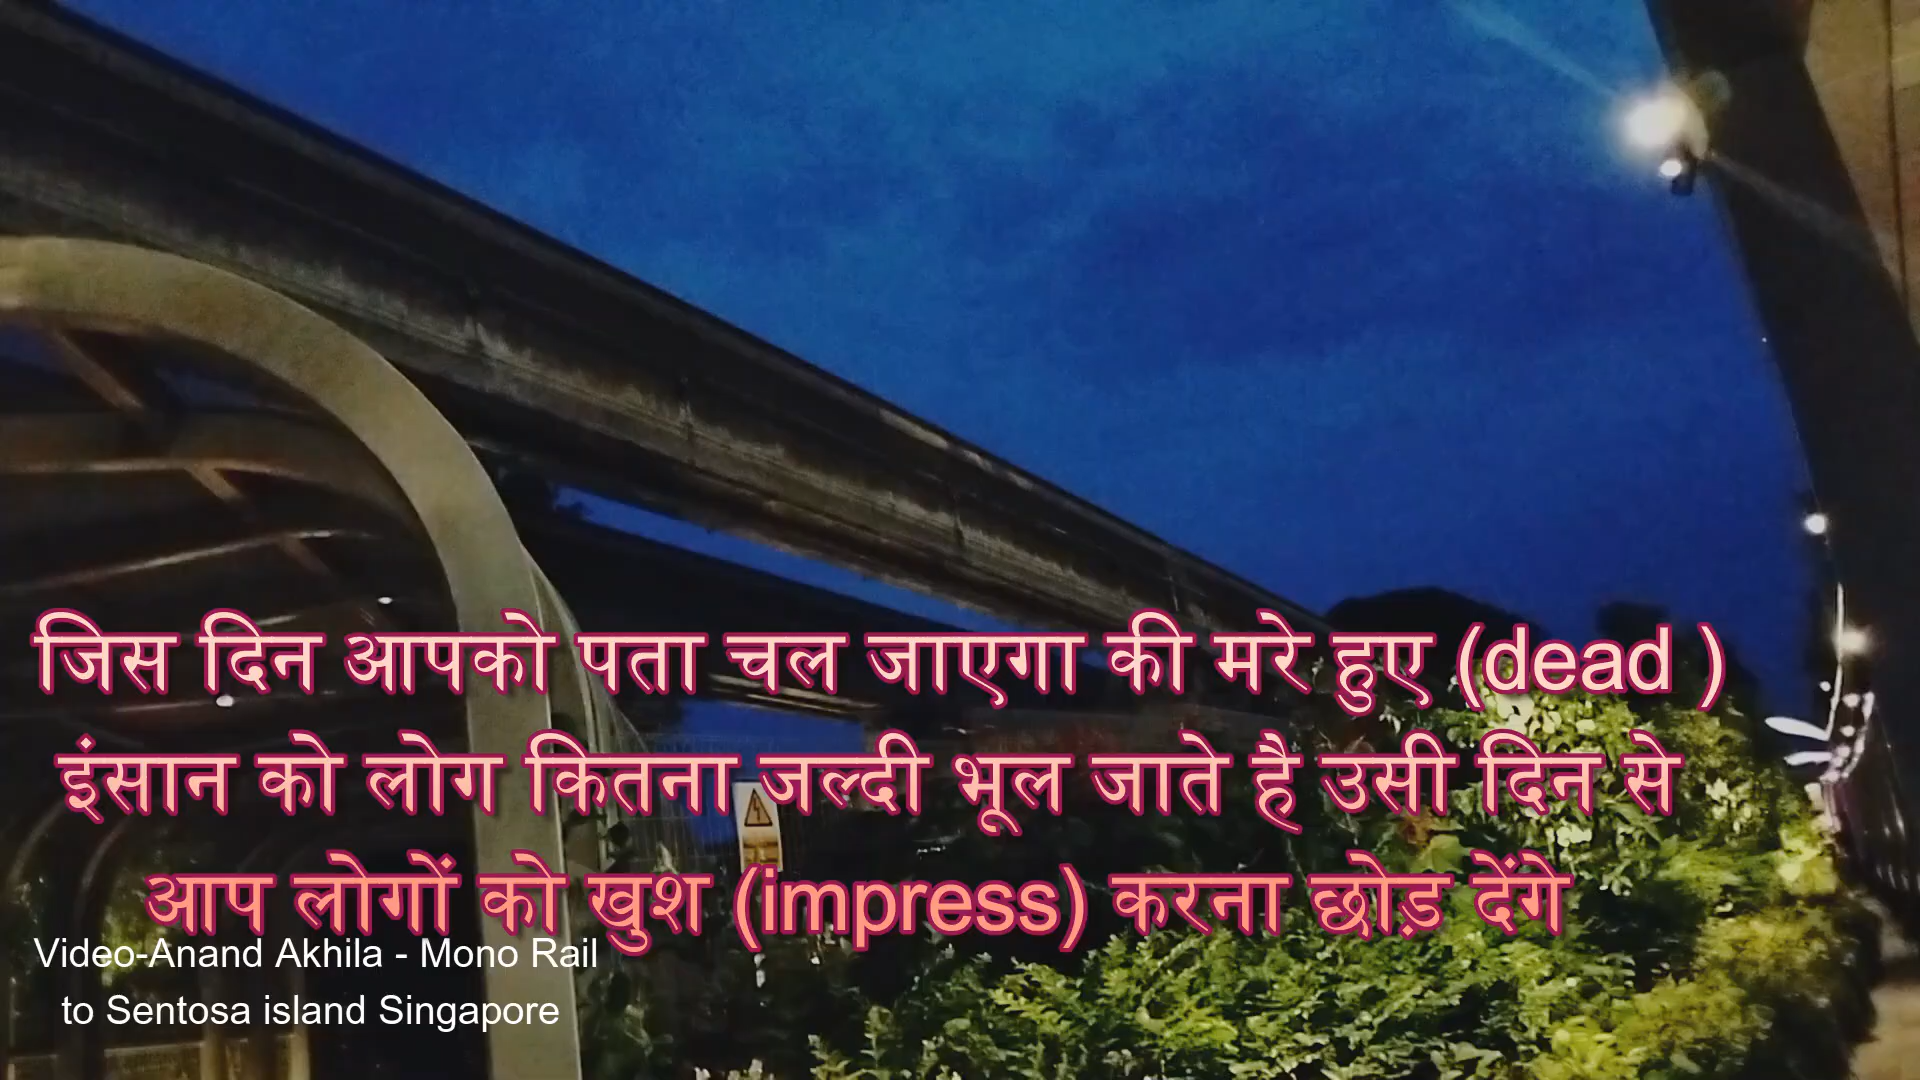 जिस दिन आपको पता चल जाएगा की मरे हुए (dead )
इंसान को लोग कितना जल्दी भूल जाते है उसी दिन से
आप लोगों को खुश (impress) करना छोड़ देंगे
Video-Anand Akhila - Mono Rail
to Sentosa island Singapore